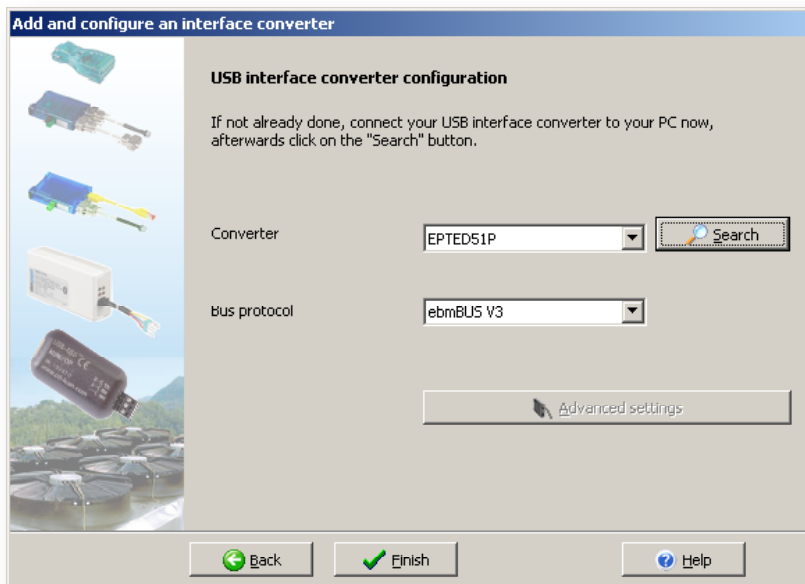 Add and configure an interface converter
USB interface converter configuration
If not already done, connect your USB interface converter to your PC now,
afterwards click on the "Search" button.
Converter
EPTED51P
Search
Bus protocol
ebmBUS V3
Advanced settings
Back
Finish
Help